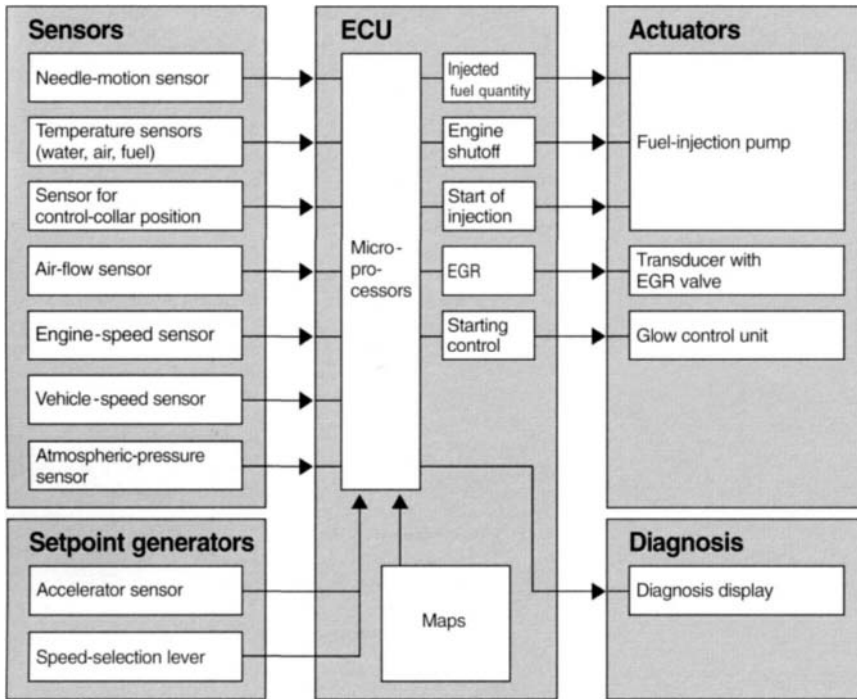 Sensors
Needle-motion sensor
Temperature sensors
(water, air, fuel)
Sensor for
control-collar position
Air-flow sensor
Engine-speed sensor
Vehicle-speed sensor
Atmospheric-pressure
sensor
Setpoint generators
Accelerator sensor
Speed-selection lever
ECU
Micro-
pro-
cessors
Injected
fuel quantity
Engine
shutoff
Start of
injection
EGR
Starting
control
Maps
Actuators
Fuel-injection pump
Transducer with
EGR valve
Glow control unit
Diagnosis
Diagnosis display